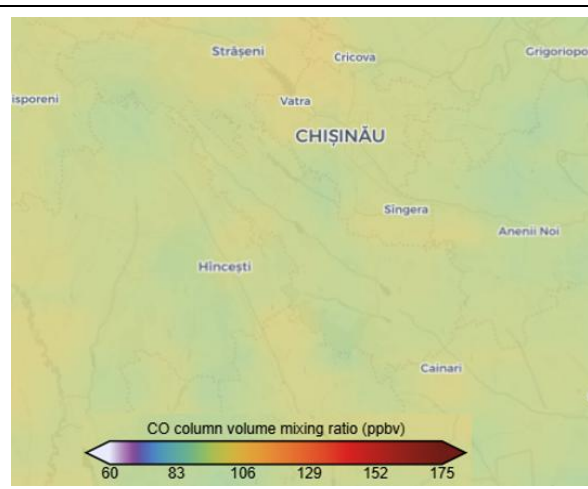 Strășeni
Cricova
Grigoriopo
isporeni
Vatra
CHIȘINĂU
Sîngera
Anenii Noi
Hîncești
Cainari
CO column volume mixing ratio (ppbv)
60 83 106 129 152 175